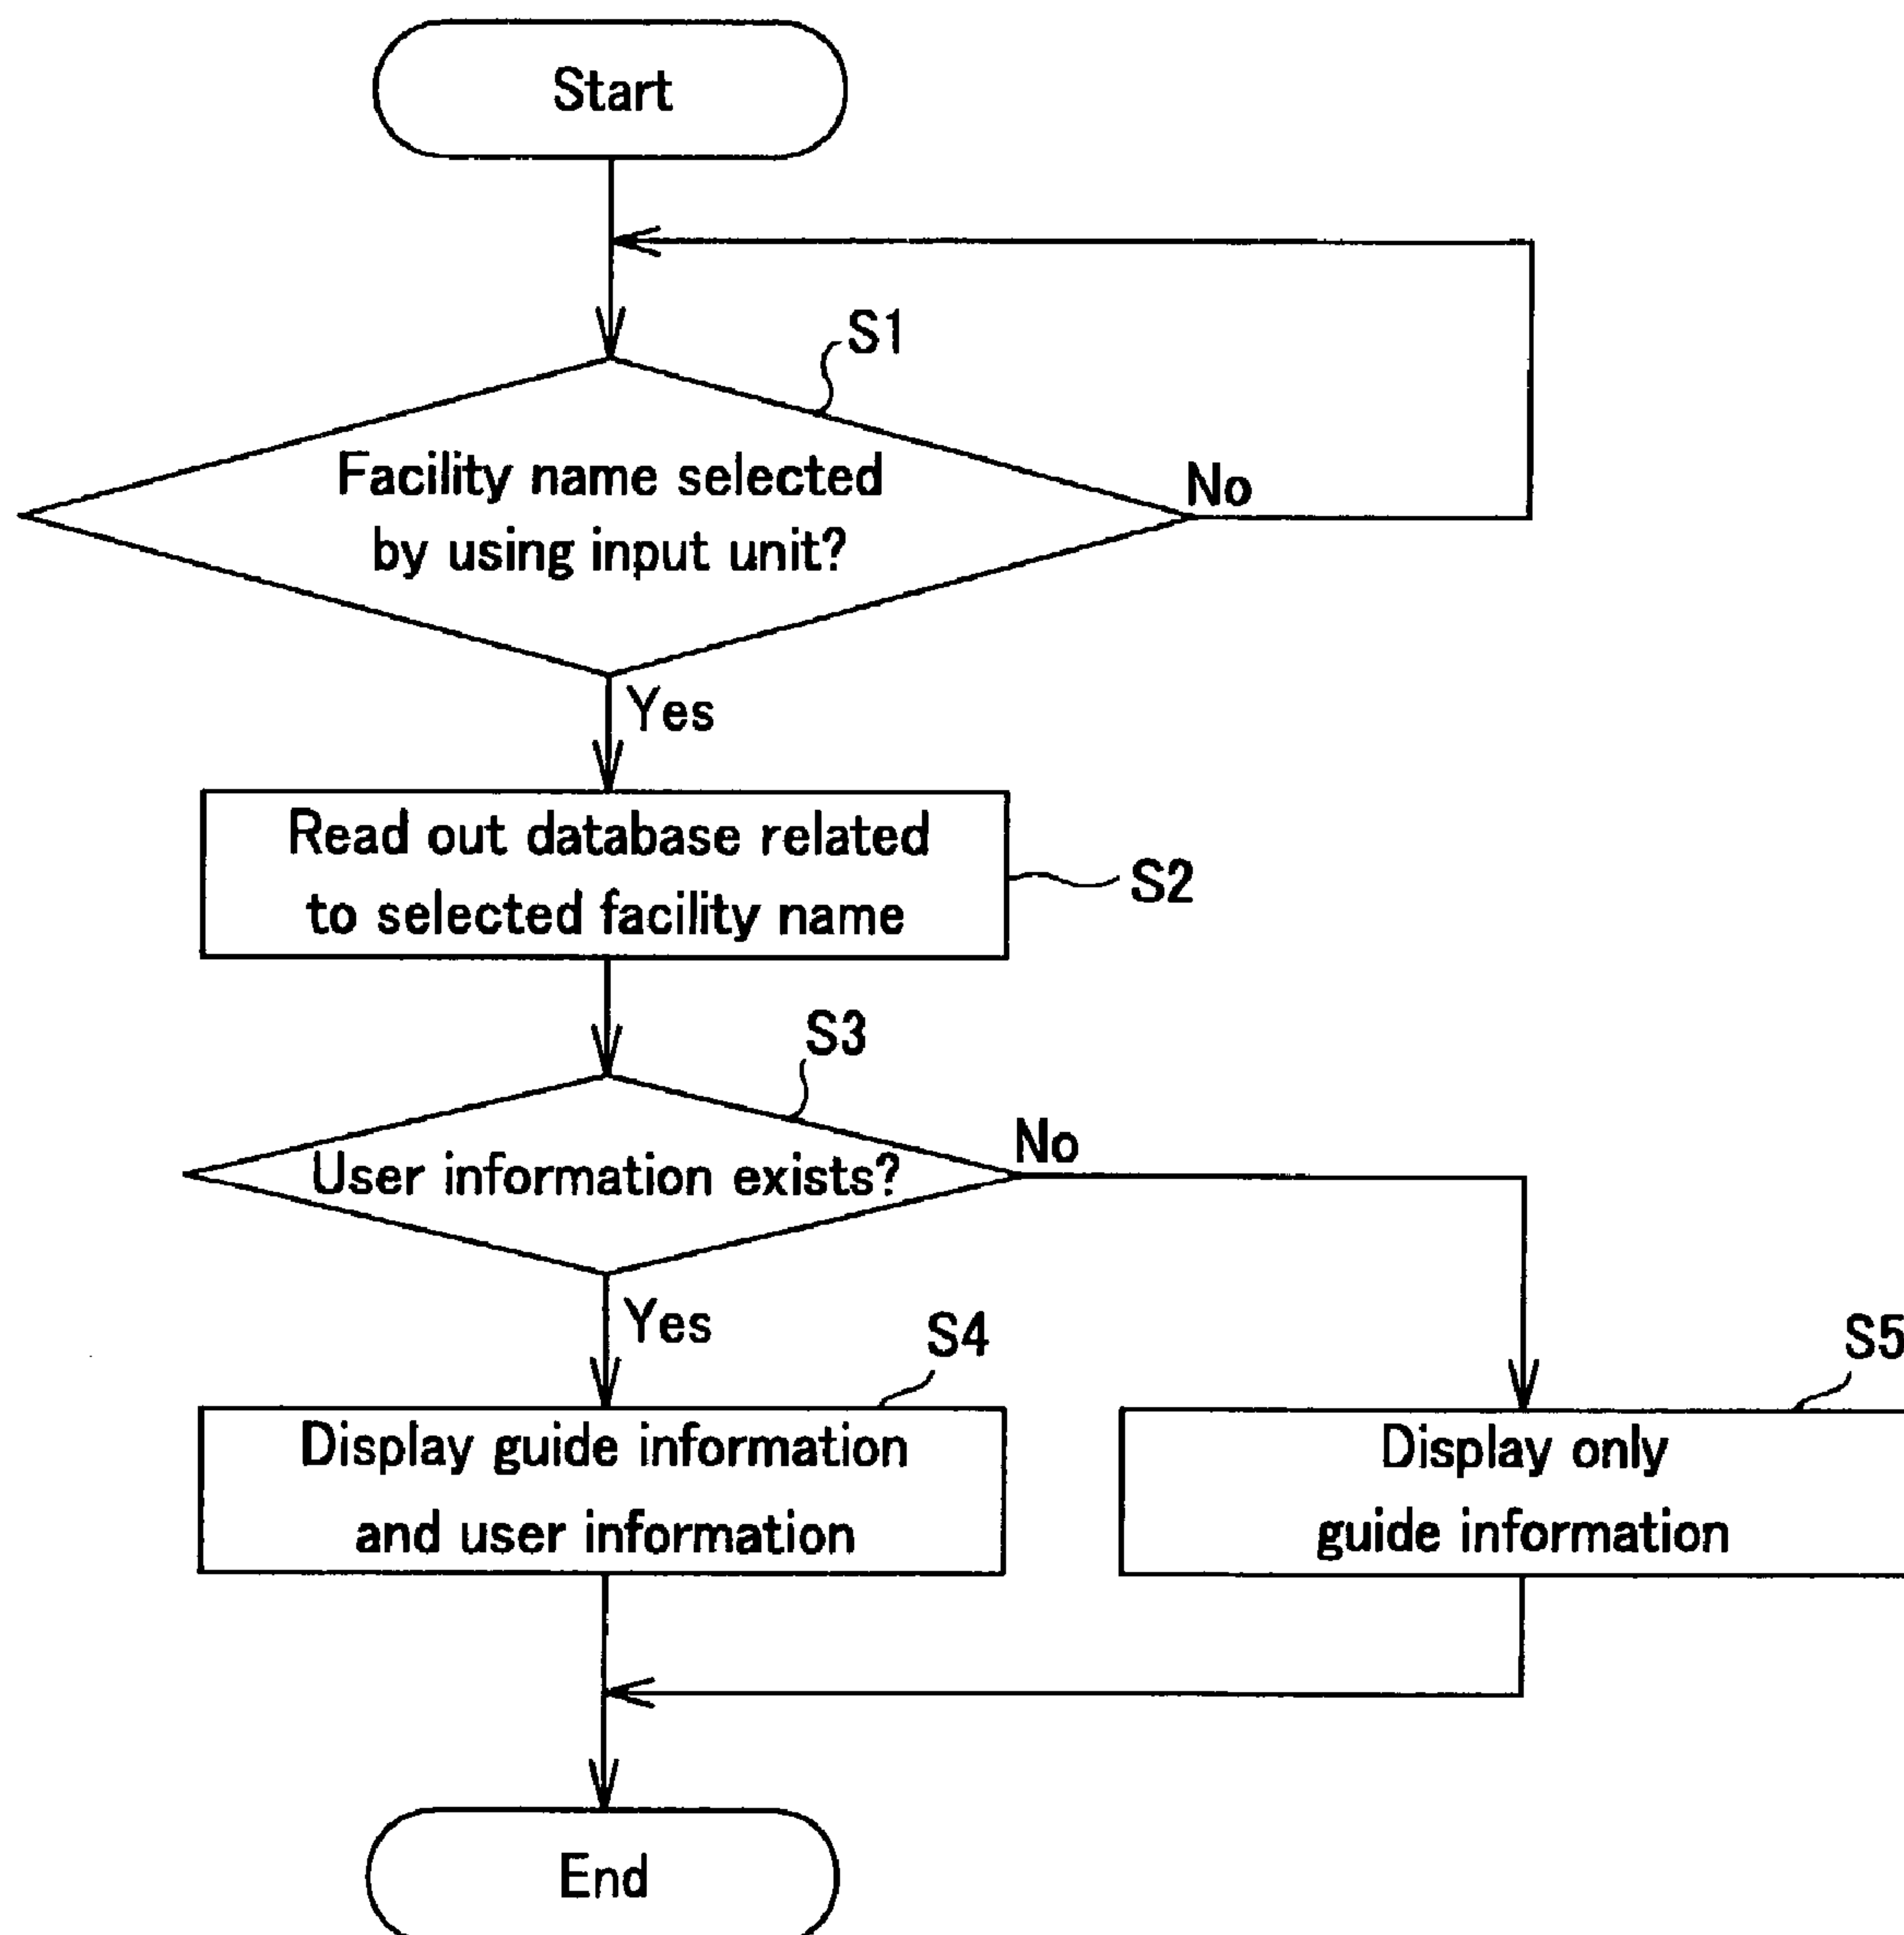 Start
S1
Facility name selected
by using input unit?
No
Yes
Read out database related
to selected facility name
S2
S3
User information exists?
No
Yes
S4
Display guide information
and user information
S5
Display only
guide information
End